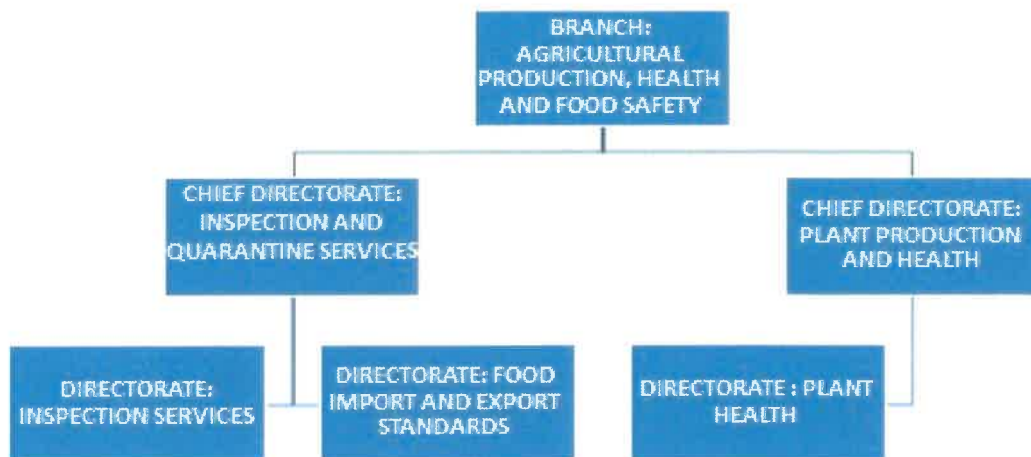 BRANCH:
AGRICULTURAL
PRODUCTION, HEALTH
AND FOOD SAFETY
CHIEF DIRECTORATE:
INSPECTION AND
QUARANTINE SERVICES
CHIEF DIRECTORATE:
PLANT PRODUCTION
AND HEALTH
DIRECTORATE:
INSPECTION SERVICES
DIRECTORATE: FOOD
IMPORT AND EXPORT
STANDARDS
DIRECTORATE : PLANT
HEALTH